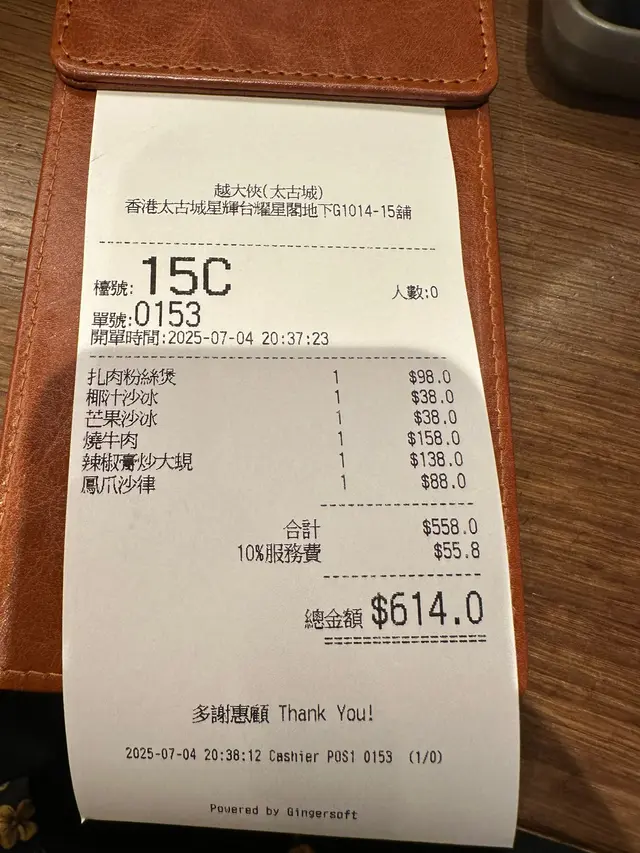 越大俠(太古城)
香港太古城星輝台耀星閣地下G1014-15舖
檯號:15C 人數:0
單號:0153
開單時間:2025-07-04 20:37:23
扎肉粉絲煲 1 $98.0
椰汁沙冰 1 $38.0
芒果沙冰 1 $38.0
燒牛肉 1 $158.0
辣椒膏炒大蜆 1 $138.0
鳳爪沙律 1 $88.0
合計 $558.0
10%服務費 $55.8
總金額 $614.0
多謝惠顧 Thank You!
2025-07-04 20:38:12 Cashier POS1 0153 (1/0)
Powered by Gingersoft